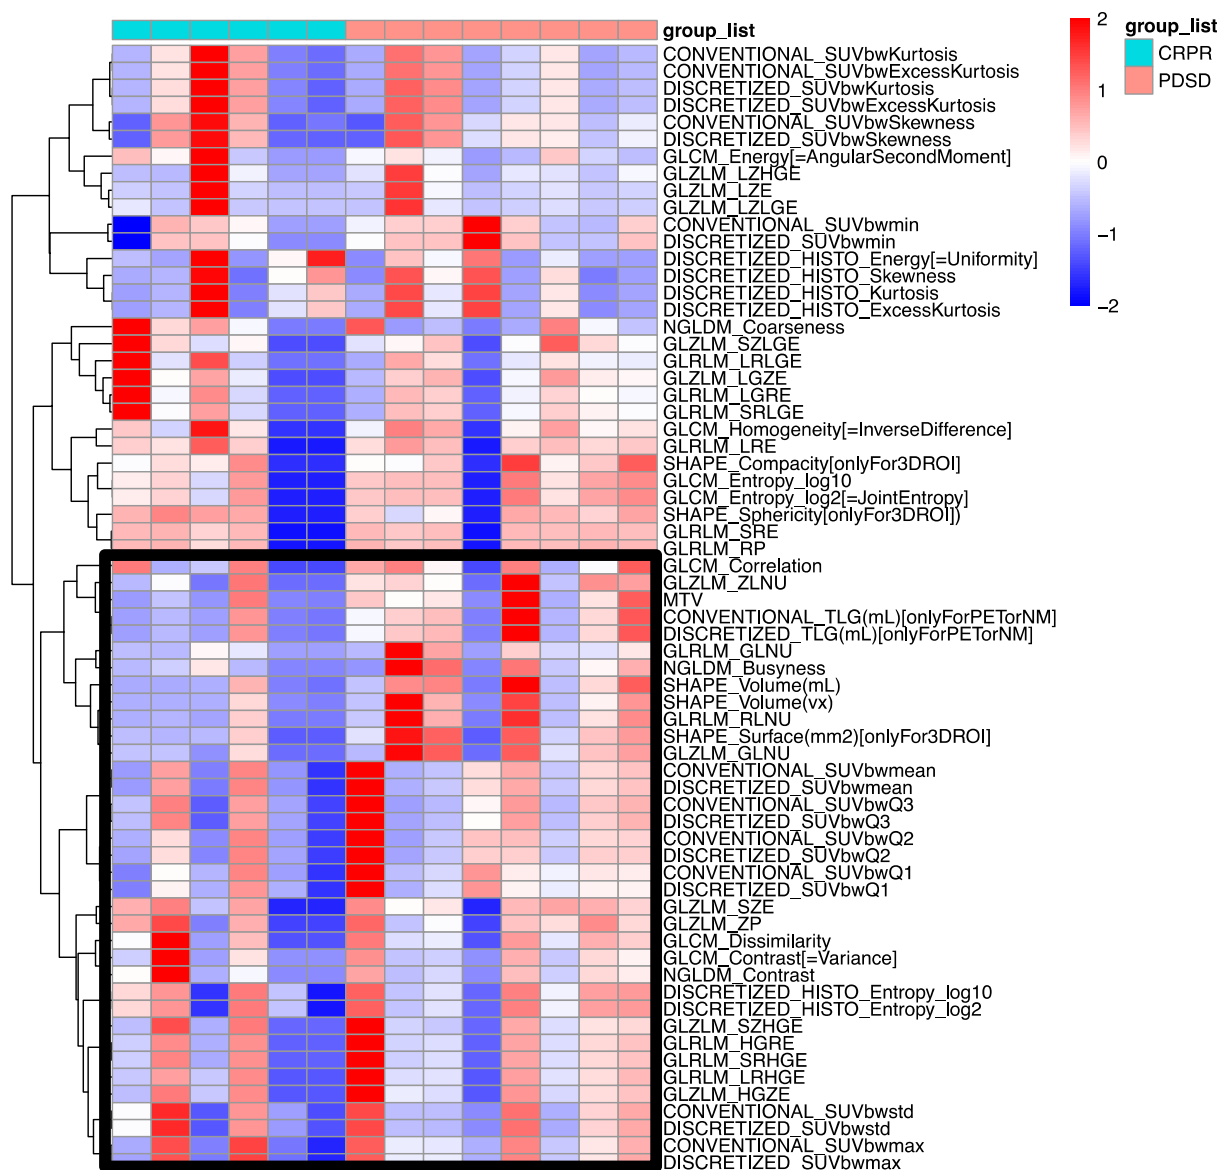 group_list
CONVENTIONAL_SUVbwKurtosis
CONVENTIONAL_SUVbwExcessKurtosis
DISCRETIZED_SUVbwKurtosis
DISCRETIZED_SUVbwExcessKurtosis
CONVENTIONAL_SUVbwSkewness
DISCRETIZED_SUVbwSkewness
GLCM_Energy[=AngularSecondMoment]
GLZLM_LZHGE
GLZLM_LZE
GLZLM_LZLGE
CONVENTIONAL_SUVbwmin
DISCRETIZED_SUVbwmin
DISCRETIZED_HISTO_Energy[=Uniformity]
DISCRETIZED_HISTO_Skewness
DISCRETIZED_HISTO_Kurtosis
DISCRETIZED_HISTO_ExcessKurtosis
NGLDM_Coarseness
GLZLM_SZLGE
GLRLM_LRLGE
GLZLM_LGZE
GLRLM_LGRE
GLRLM_SRLGE
GLCM_Homogeneity[=InverseDifference]
GLRLM_LRE
SHAPE_Compacity[onlyFor3DROI]
GLCM_Entropy_log10
GLCM_Entropy_log2[=JointEntropy]
SHAPE_Sphericity[onlyFor3DROI])
GLRLM_SRE
GLRLM_RP
GLCM_Correlation
GLZLM_ZLNU
MTV
CONVENTIONAL_TLG(mL)[onlyForPETorNM]
DISCRETIZED_TLG(mL)[onlyForPETorNM]
GLRLM_GLNU
NGLDM_Busyness
SHAPE_Volume(mL)
SHAPE_Volume(vx)
GLRLM_RLNU
SHAPE_Surface(mm2)[onlyFor3DROI]
GLZLM_GLNU
CONVENTIONAL_SUVbwmean
DISCRETIZED_SUVbwmean
CONVENTIONAL_SUVbwQ3
DISCRETIZED_SUVbwQ3
CONVENTIONAL_SUVbwQ2
DISCRETIZED_SUVbwQ2
CONVENTIONAL_SUVbwQ1
DISCRETIZED_SUVbwQ1
GLZLM_SZE
GLZLM_ZP
GLCM_Dissimilarity
GLCM_Contrast[=Variance]
NGLDM_Contrast
DISCRETIZED_HISTO_Entropy_log10
DISCRETIZED_HISTO_Entropy_log2
GLZLM_SZHGE
GLRLM_HGRE
GLRLM_SRHGE
GLRLM_LRHGE
GLZLM_HGZE
CONVENTIONAL_SUVbwstd
DISCRETIZED_SUVbwstd
CONVENTIONAL_SUVbwmax
DISCRETIZED_SUVbwmax
2
1
0
−1
−2
group_list
CRPR
PDSD